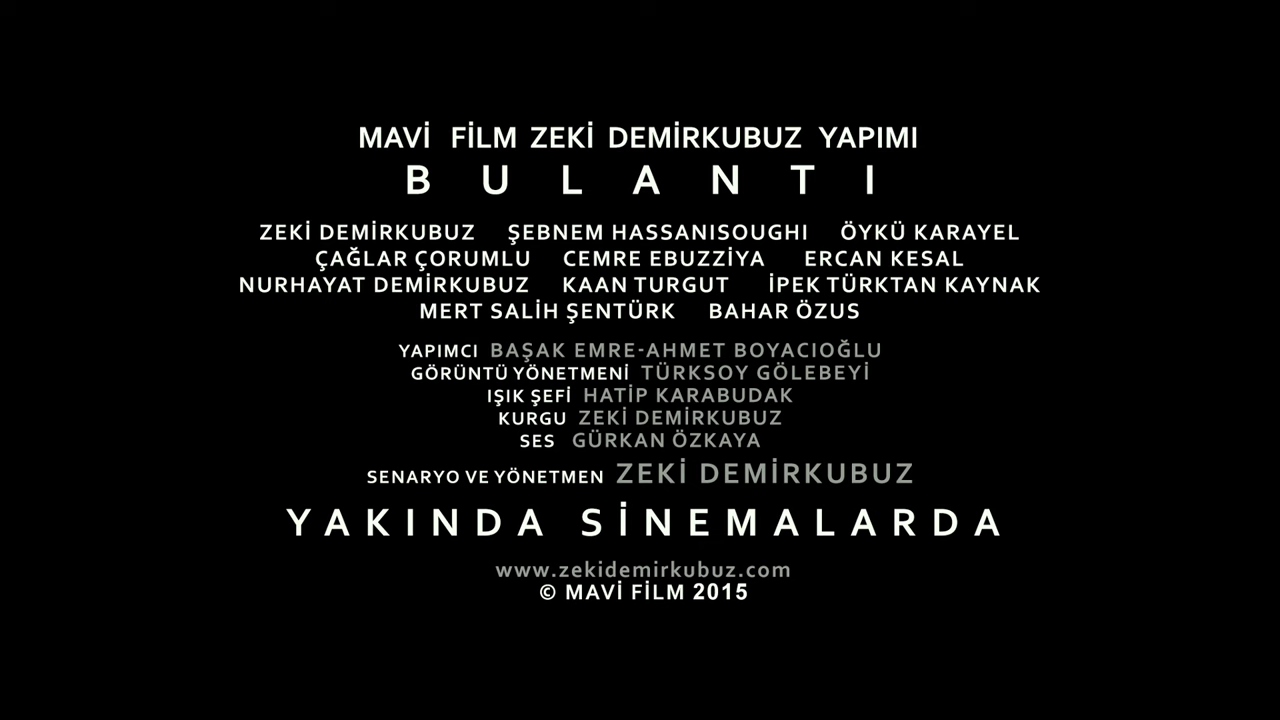 MAVİ FİLM ZEKİ DEMİRKUBUZ YAPIMI
BULANTI
ZEKİ DEMİRKUBUZ ŞEBNEM HASSANISOUGHI ÖYKÜ KARAYEL
ÇAĞLAR ÇORUMLU CEMRE EBUZZİYA ERCAN KESAL
NURHAYAT DEMİRKUBUZ KAAN TURGUT İPEK TÜRKTAN KAYNAK
MERT SALİH ŞENTÜRK BAHAR ÖZUS
YAPIMCI BAŞAK EMRE-AHMET BOYACIOĞLU
GÖRÜNTÜ YÖNETMENİ TÜRKSOY GÖLEBEYİ
IŞIK ŞEFİ HATİP KARABUDAK
KURGU ZEKİ DEMİRKUBUZ
SES GÜRKAN ÖZKAYA
SENARYO VE YÖNETMEN ZEKİ DEMİRKUBUZ
YAKINDA SİNEMALARDA
www.zekidemirkubuz.com
© MAVİ FİLM 2015